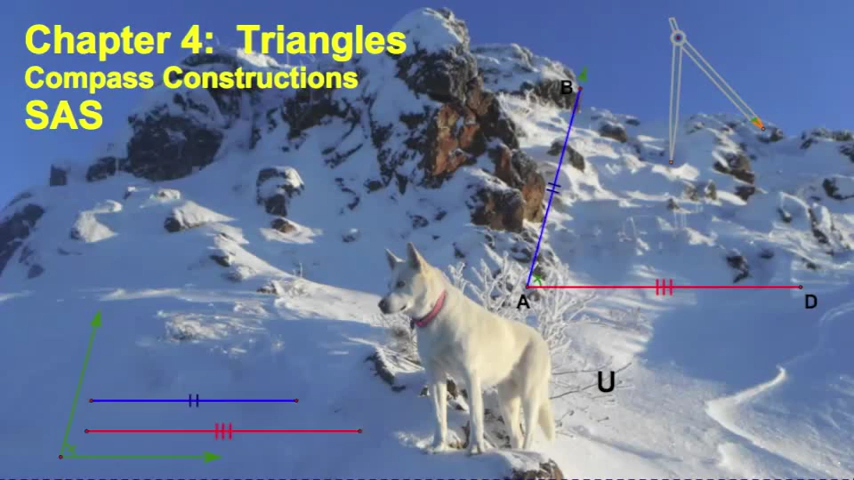 Chapter 4:  Triangles
Compass Constructions
SAS
B
A
D
U